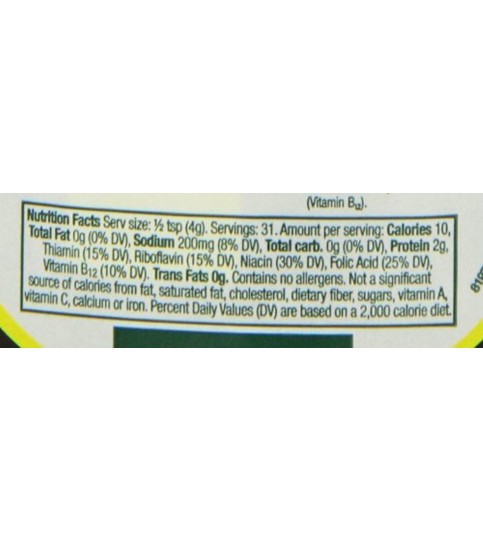 (Vitamin B₁₂).
Nutrition Facts Serv size: ½ tsp (4g). Servings: 31. Amount per serving: Calories 10,
Total Fat 0g (0% DV), Sodium 200mg (8% DV), Total carb. 0g (0% DV), Protein 2g,
Thiamin (15% DV), Riboflavin (15% DV), Niacin (30% DV), Folic Acid (25% DV),
Vitamin B₁₂ (10% DV). Trans Fats 0g. Contains no allergens. Not a significant
source of calories from fat, saturated fat, cholesterol, dietary fiber, sugars, vitamin A,
vitamin C, calcium or iron. Percent Daily Values (DV) are based on a 2,000 calorie diet.